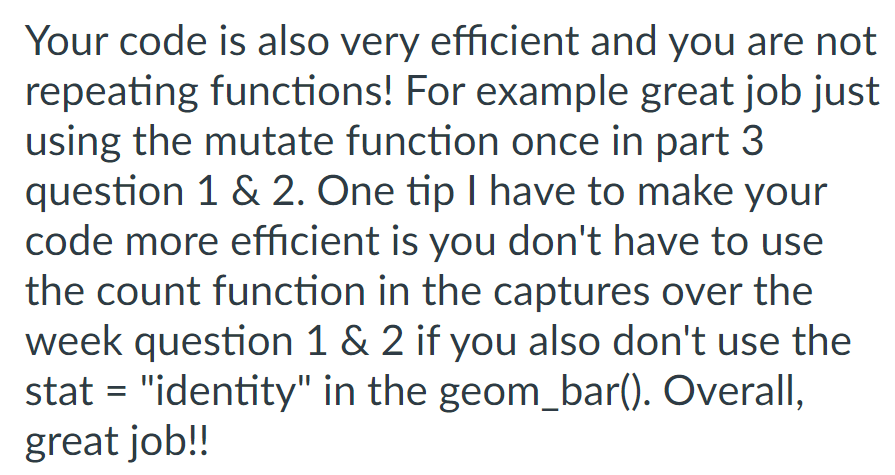 Your code is also very efficient and you are not
repeating functions! For example great job just
using the mutate function once in part 3
question 1 & 2. One tip I have to make your
code more efficient is you don't have to use
the count function in the captures over the
week question 1 & 2 if you also don't use the
stat = "identity" in the geom_bar(). Overall,
great job!!